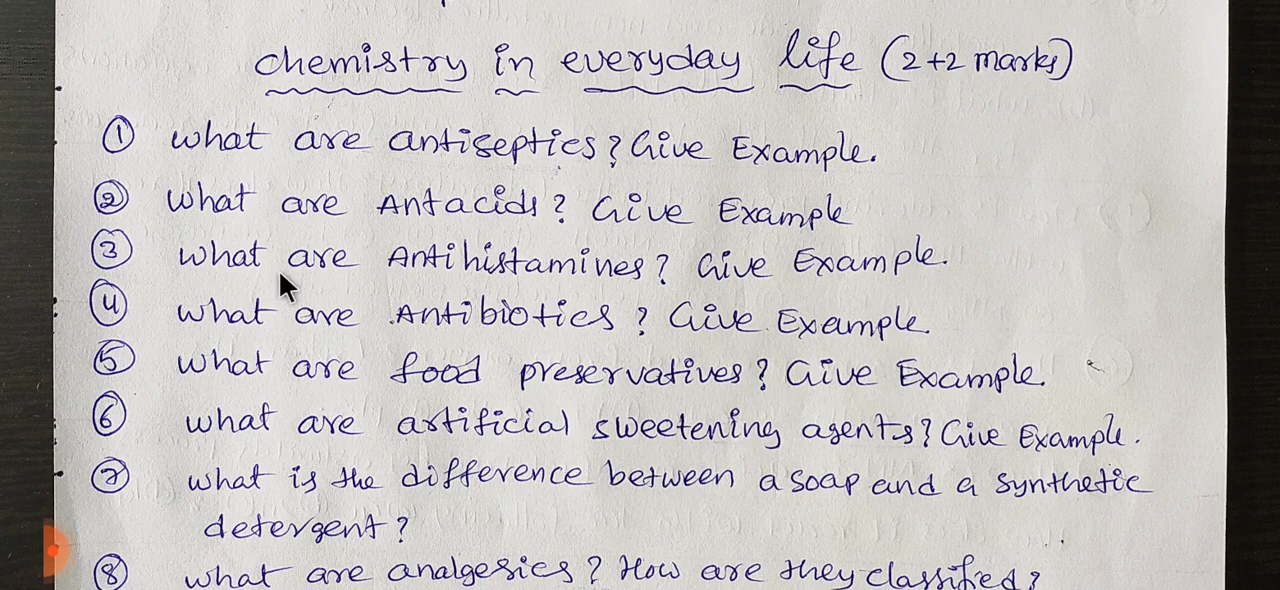 chemistry in everyday life (2+2 marks)
① what are antiseptics? Give Example.
② what are Antacids? Give Example
③ what are Antihistamines? Give Example.
④ what are Antibiotics? Give Example.
⑤ what are food preservatives? Give Example.
⑥ what are artificial sweetening agents? Give Example.
⑦ what is the difference between a soap and a synthetic
detergent?
⑧ what are analgesics? How are they classified?